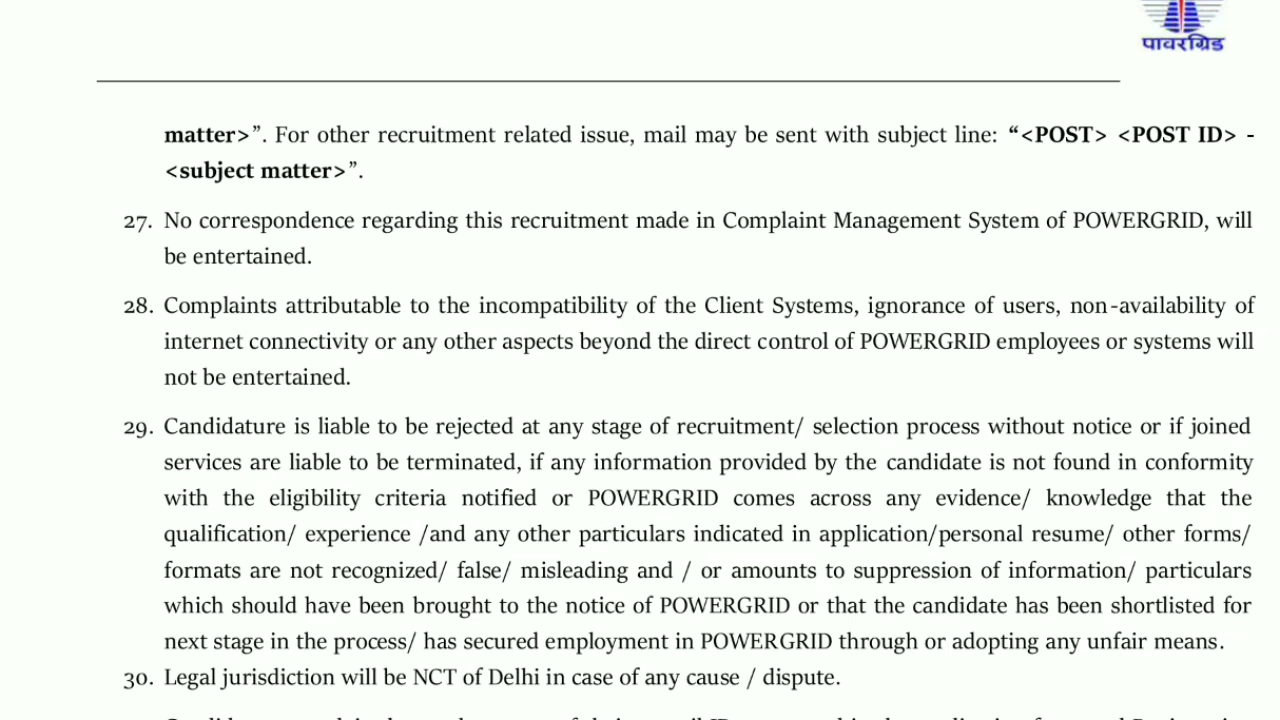 पावरग्रिड
matter>”. For other recruitment related issue, mail may be sent with subject line: “<POST> <POST ID> -
<subject matter>”.
27. No correspondence regarding this recruitment made in Complaint Management System of POWERGRID, will
be entertained.
28. Complaints attributable to the incompatibility of the Client Systems, ignorance of users, non-availability of
internet connectivity or any other aspects beyond the direct control of POWERGRID employees or systems will
not be entertained.
29. Candidature is liable to be rejected at any stage of recruitment/ selection process without notice or if joined
services are liable to be terminated, if any information provided by the candidate is not found in conformity
with the eligibility criteria notified or POWERGRID comes across any evidence/ knowledge that the
qualification/ experience /and any other particulars indicated in application/personal resume/ other forms/
formats are not recognized/ false/ misleading and / or amounts to suppression of information/ particulars
which should have been brought to the notice of POWERGRID or that the candidate has been shortlisted for
next stage in the process/ has secured employment in POWERGRID through or adopting any unfair means.
30. Legal jurisdiction will be NCT of Delhi in case of any cause / dispute.